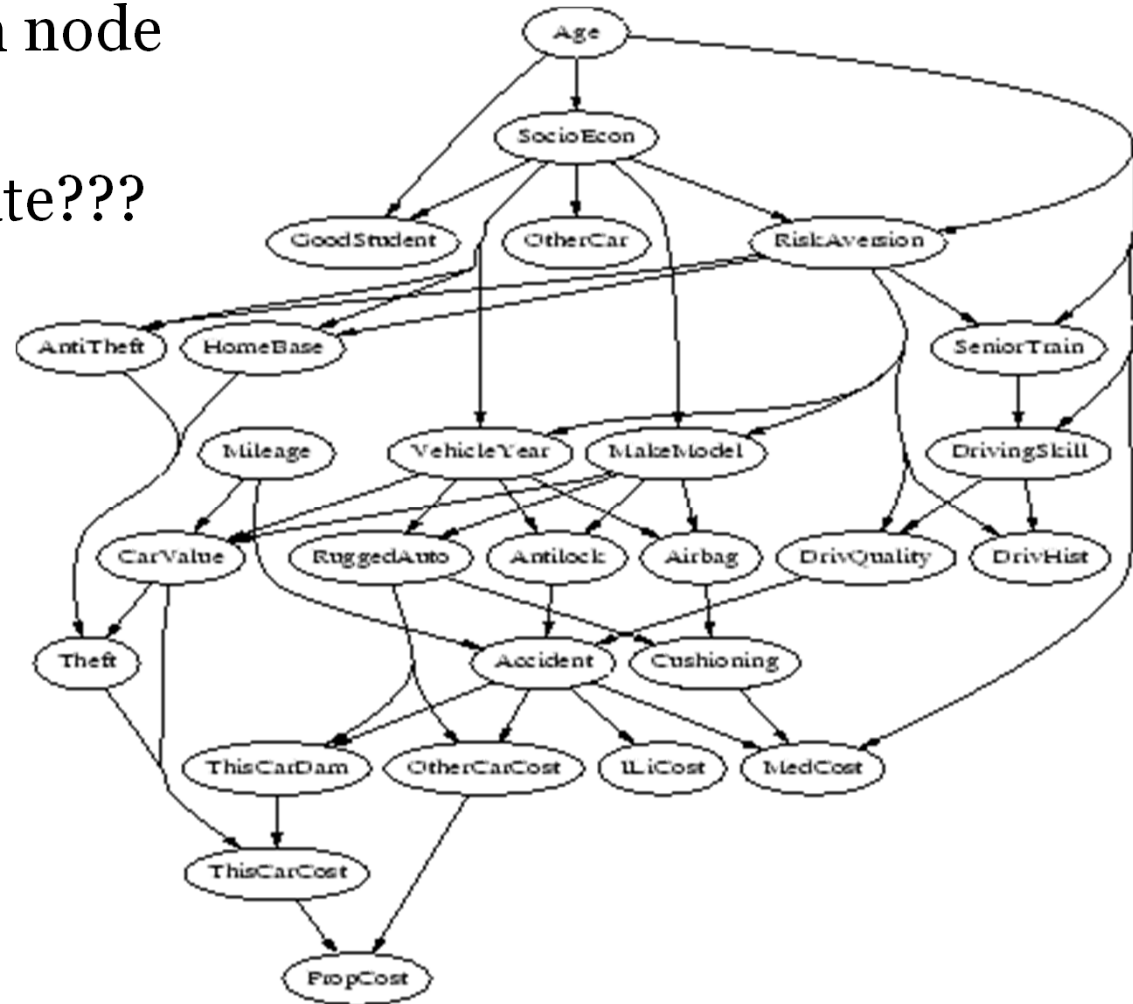 n node
Age
SocioEcon
ate???
GoodStudent OtherCar RiskAversion
AntiTheft HomeBase SeniorTrain
Mileage VehicleYear MakeModel DrivingSkill
CarValue RuggedAuto Antilock Airbag DrivQuality DrivHist
Theft Accident Cushioning
ThisCarDam OtherCarCost ILiCost MedCost
ThisCarCost
PropCost